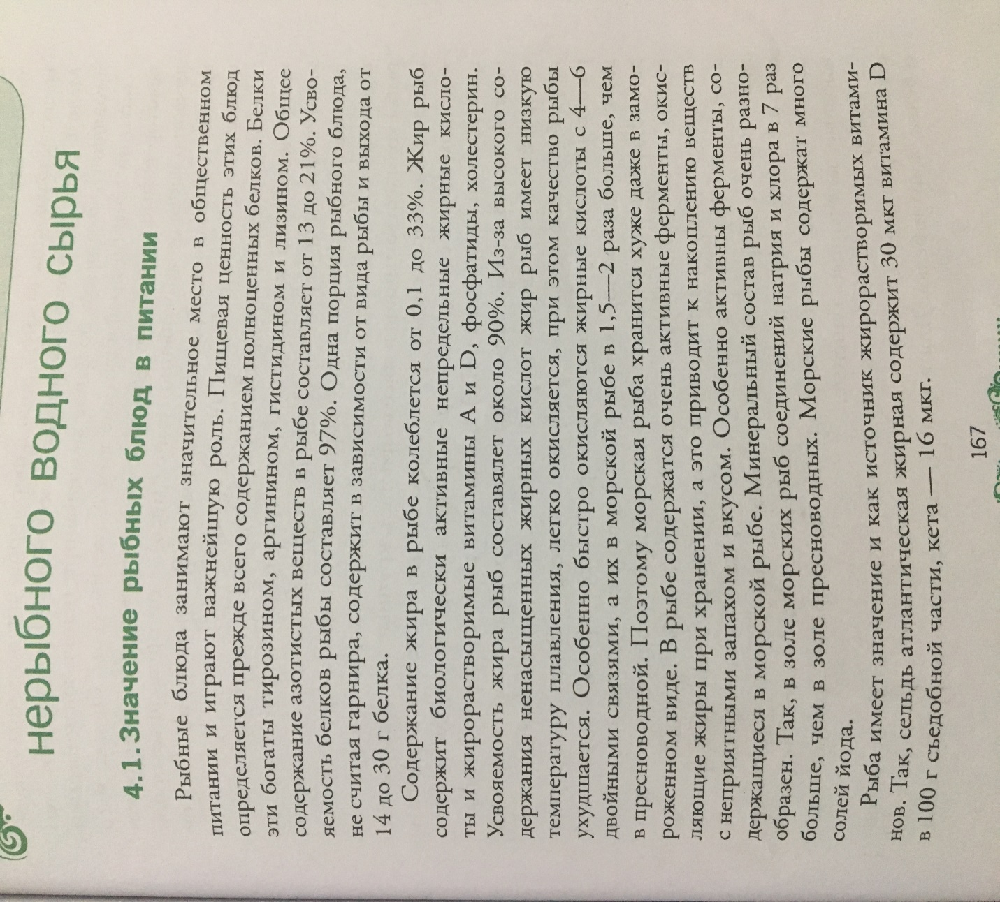 нерыбного водного сырья
4.1. Значение рыбных блюд в питании
Рыбные блюда занимают значительное место в общественном
питании и играют важнейшую роль. Пищевая ценность этих блюд
определяется прежде всего содержанием полноценных белков. Белки
эти богаты тирозином, аргинином, гистидином и лизином. Общее
содержание азотистых веществ в рыбе составляет от 13 до 21%. Усво-
яемость белков рыбы составляет 97%. Одна порция рыбного блюда,
не считая гарнира, содержит в зависимости от вида рыбы и выхода от
14 до 30 г белка.
Содержание жира в рыбе колеблется от 0,1 до 33%. Жир рыб
содержит биологически активные непредельные жирные кисло-
ты и жирорастворимые витамины А и D, фосфатиды, холестерин.
Усвояемость жира рыб составялет около 90%. Из-за высокого со-
держания ненасыщенных жирных кислот жир рыб имеет низкую
температуру плавления, легко окисляется, при этом качество рыбы
ухудшается. Особенно быстро окисляются жирные кислоты с 4—6
двойными связями, а их в морской рыбе в 1,5—2 раза больше, чем
в пресноводной. Поэтому морская рыба хранится хуже даже в замо-
роженном виде. В рыбе содержатся очень активные ферменты, окис-
ляющие жиры при хранении, а это приводит к накоплению веществ
с неприятными запахом и вкусом. Особенно активны ферменты, со-
держащиеся в морской рыбе. Минеральный состав рыб очень разно-
образен. Так, в золе морских рыб соединений натрия и хлора в 7 раз
больше, чем в золе пресноводных. Морские рыбы содержат много
солей йода.
Рыба имеет значение и как источник жирорастворимых витами-
нов. Так, сельдь атлантическая жирная содержит 30 мкг витамина D
в 100 г съедобной части, кета — 16 мкг.
167